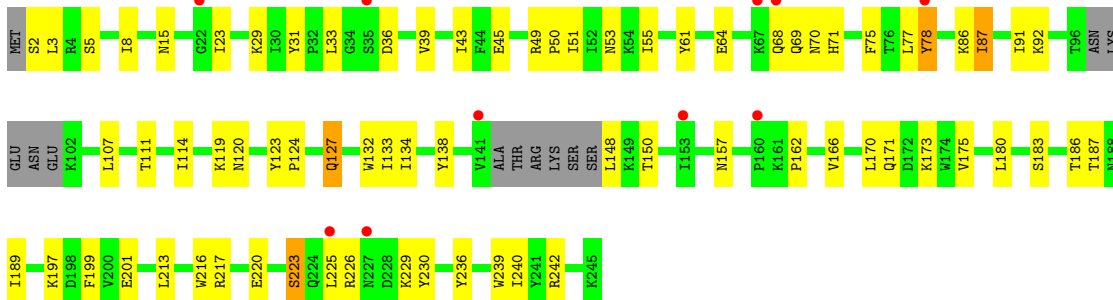 MET S2 L3 R4 S5 I8 N15 G22 I23 K29 I30 Y31 P32 L33 G34 S35 D36 V39 I43 F44 E45 R49 P50 I51 I52 N53 K54 I55 Y61 E64 K67 Q68 Q69 N70 H71 F75 T76 L77 Y78 K86 I87 I91 K92 T96 ASN LYS
GLU ASN GLU K102 L107 T111 I114 K119 N120 Y123 P124 Q127 W132 I133 I134 Y138 V141 ALA THR ARG LYS SER SER L148 K149 T150 I153 N157 P160 K161 P162 V166 L170 Q171 D172 K173 W174 V175 L180 S183 T186 T187 N188
I189 K197 D198 F199 V200 E201 L213 W216 R217 E220 S223 Q224 L225 R226 N227 D228 K229 Y230 Y236 W239 I240 Y241 R242 K245